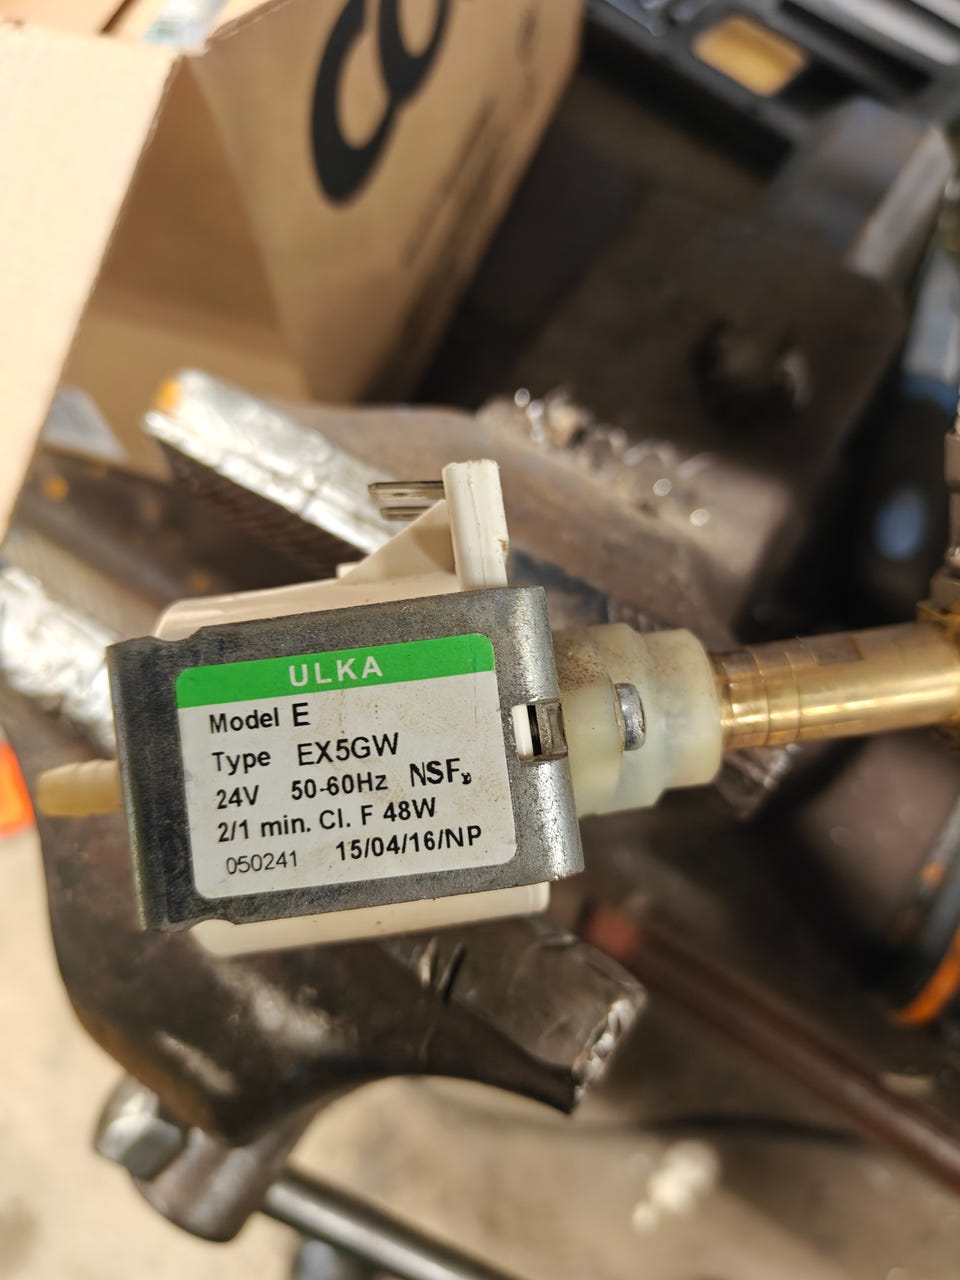 ULKA
Model E
Type EX5GW
24V 50-60Hz NSF®
2/1 min. Cl. F 48W
050241 15/04/16/NP